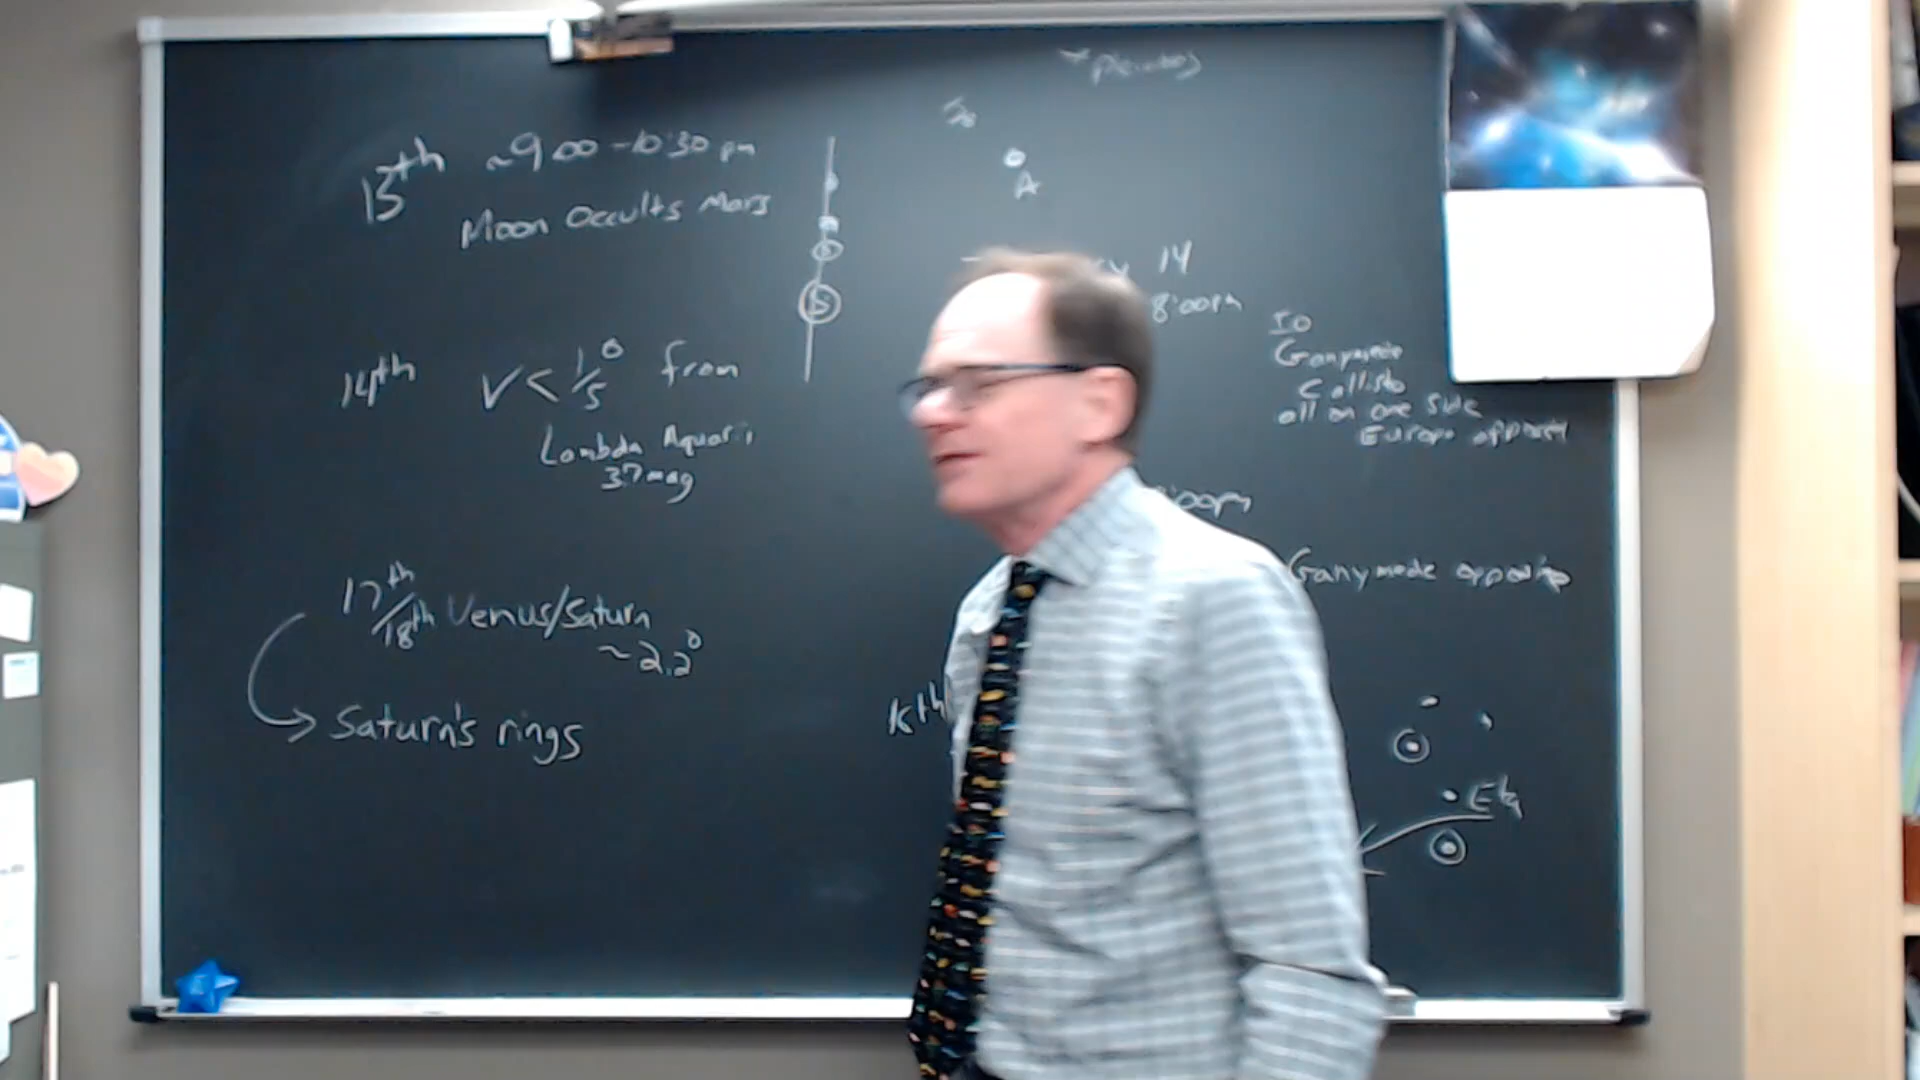 13th ~9:00-10:30 pm
Moon Occults Mars
14th V < 1/5° from
Lambda Aquarii
3.7 mag
17th/18th Venus/Saturn
~2.2°
Saturn's rings
S
A
14
8:00pm
Io
Ganymede
Callisto
all on one side
Europa opposite
:00pm
Ganymede opposite